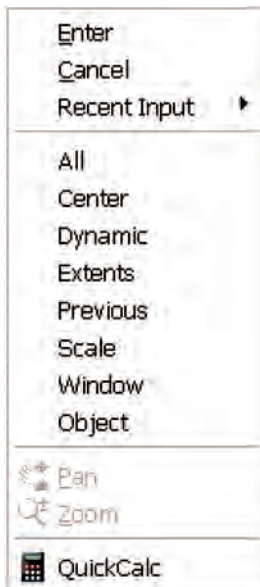 Enter
Cancel
Recent Input
All
Center
Dynamic
Extents
Previous
Scale
Window
Object
Pan
Zoom
QuickCalc